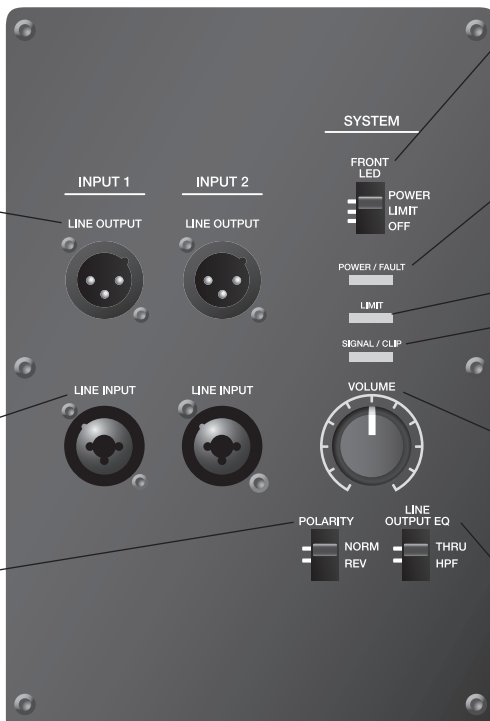 SYSTEM
FRONT
LED
POWER
LIMIT
OFF
INPUT 1
INPUT 2
LINE OUTPUT
LINE OUTPUT
POWER / FAULT
LIMIT
SIGNAL / CLIP
LINE INPUT
LINE INPUT
VOLUME
POLARITY
NORM
REV
LINE
OUTPUT EQ
THRU
HPF